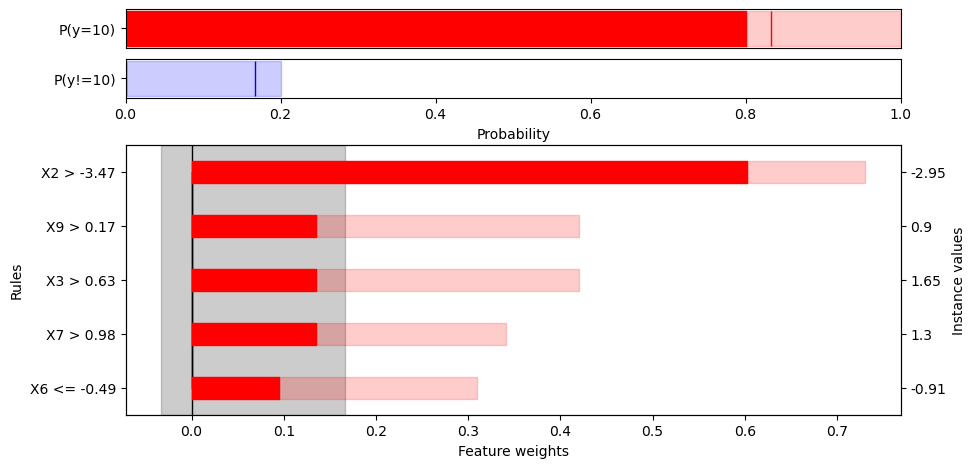 P(y=10)
P(y!=10)
0.0 0.2 0.4 0.6 0.8 1.0
Probability
X2 > -3.47 -2.95
X9 > 0.17 0.9
X3 > 0.63 1.65
X7 > 0.98 1.3
X6 <= -0.49 -0.91
Rules
Instance values
0.0 0.1 0.2 0.3 0.4 0.5 0.6 0.7
Feature weights